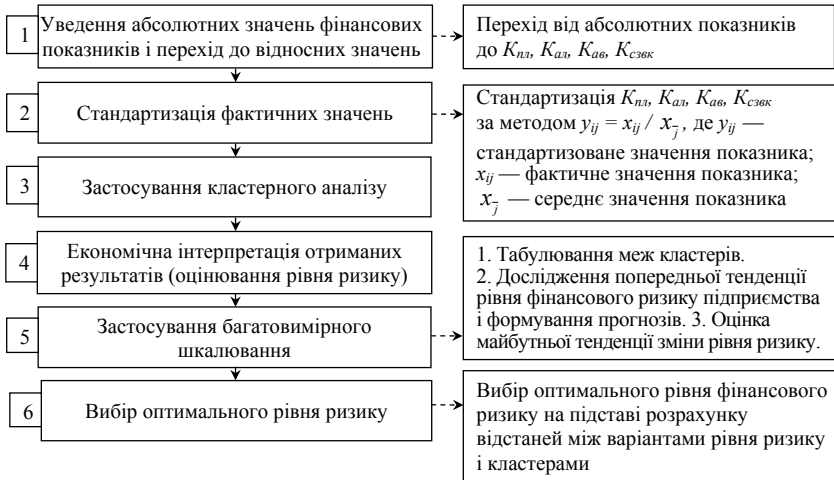 1
Уведення абсолютних значень фінансових
показників і перехід до відносних значень
Перехід від абсолютних показників
до Kпл, Kал, Kав, Kсзвк
2
Стандартизація фактичних значень
Стандартизація Kпл, Kал, Kав, Kсзвк
за методом yij = xij / xj̄, де yij —
стандартизоване значення показника;
xij — фактичне значення показника;
xj̄ — середнє значення показника
3
Застосування кластерного аналізу
4
Економічна інтерпретація отриманих
результатів (оцінювання рівня ризику)
1. Табулювання меж кластерів.
2. Дослідження попередньої тенденції
рівня фінансового ризику підприємства
і формування прогнозів. 3. Оцінка
майбутньої тенденції зміни рівня ризику.
5
Застосування багатовимірного
шкалювання
6
Вибір оптимального рівня ризику
Вибір оптимального рівня фінансового
ризику на підставі розрахунку
відстаней між варіантами рівня ризику
і кластерами